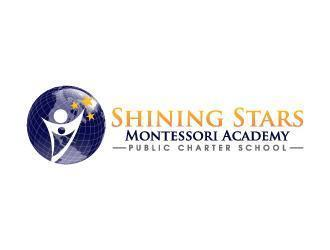 Shining Stars
Montessori Academy
PUBLIC CHARTER SCHOOL